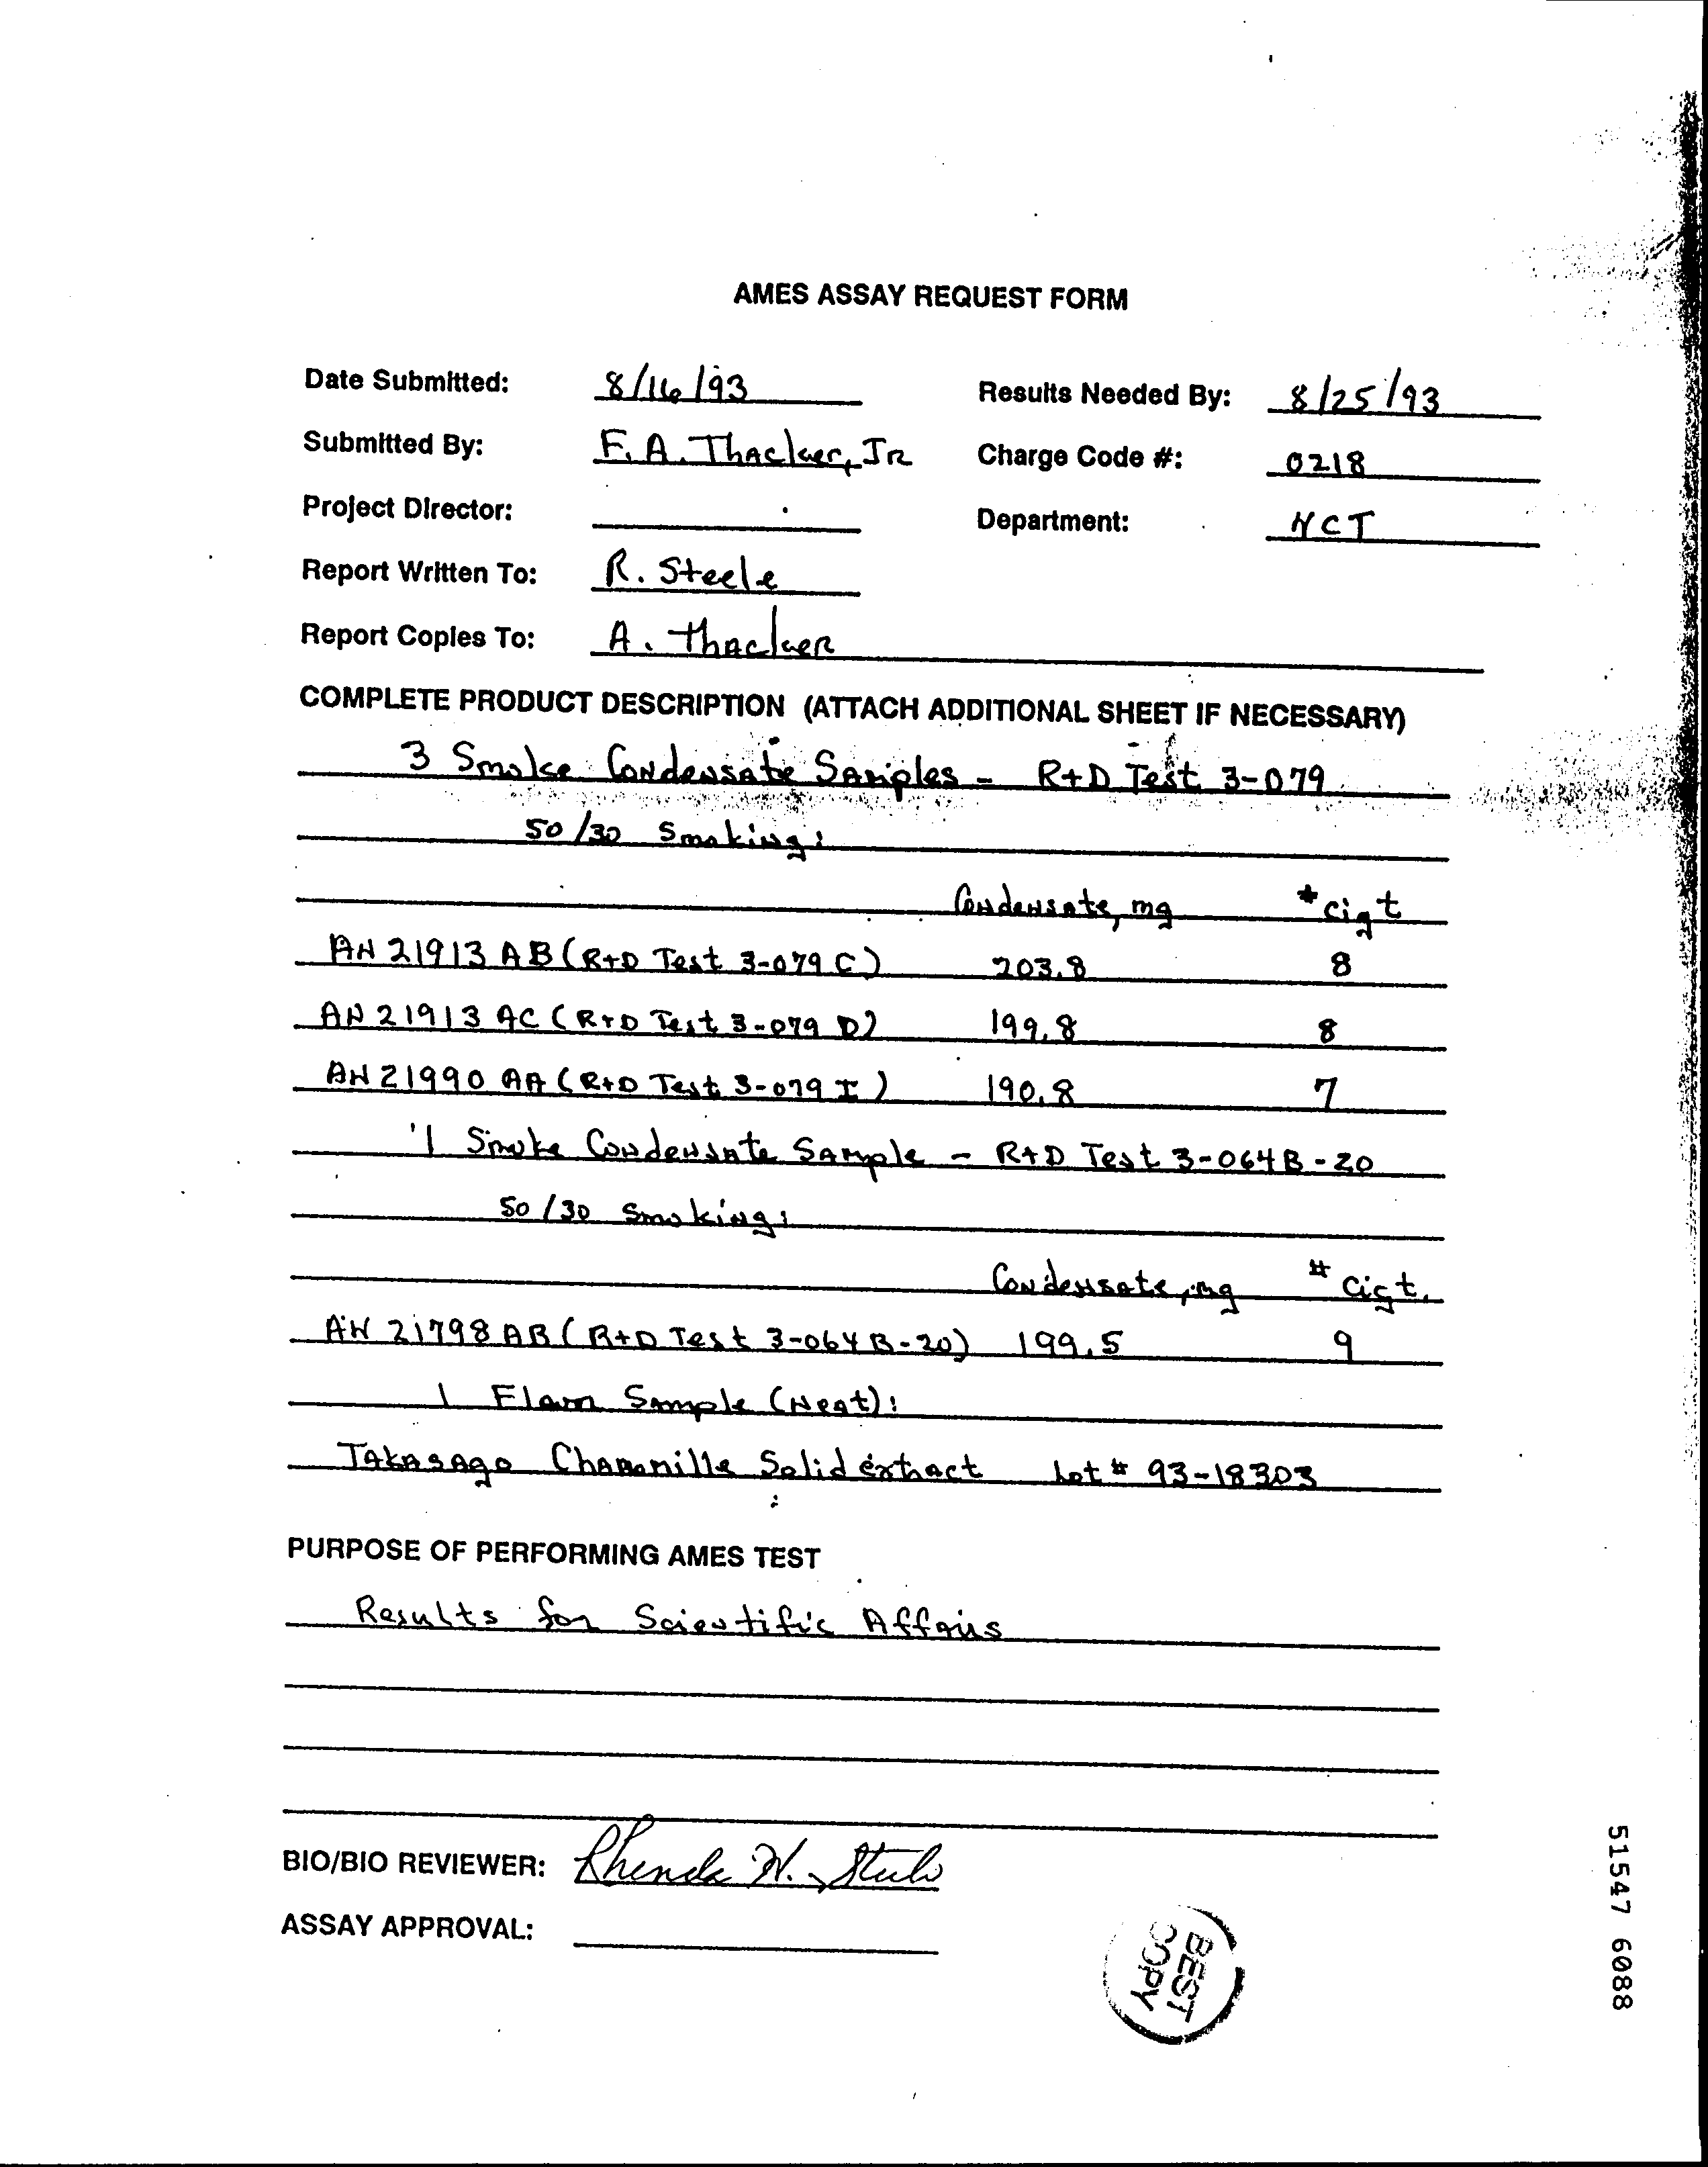 AMES ASSAY REQUEST FORM
Date Submitted: 8/16/93 Results Needed By: 8/25/93
Submitted By: F. A. Thacker, JR Charge Code #: 0218
Project Director: Department: NCT
Report Written To: R. Steele
Report Copies To: A. Thacker
COMPLETE PRODUCT DESCRIPTION (ATTACH ADDITIONAL SHEET IF NECESSARY)
3 Smoke Condensate Samples - R+D Test 3-079
50/30 Smoking:
Condensate, mg # cigt
AN 21913 AB (R+D Test 3-079 C) 203.8 8
AN 21913 AC (R+D Test 3-079 D) 199.8 8
AN 21990 AA (R+D Test 3-079 I) 190.8 7
1 Smoke Condensate Sample - R+D Test 3-064B-20
50/30 Smoking:
Condensate, mg # Cigt.
AN 21798 AB (R+D Test 3-064B-20) 199.5 9
1 Flavor Sample (Neat):
Takasago Chamomille Solid extract Lot # 93-18303
PURPOSE OF PERFORMING AMES TEST
Results for Scientific Affairs
BIO/BIO REVIEWER: Rhenda H. Steele
ASSAY APPROVAL:
BEST
COPY
51547 6088